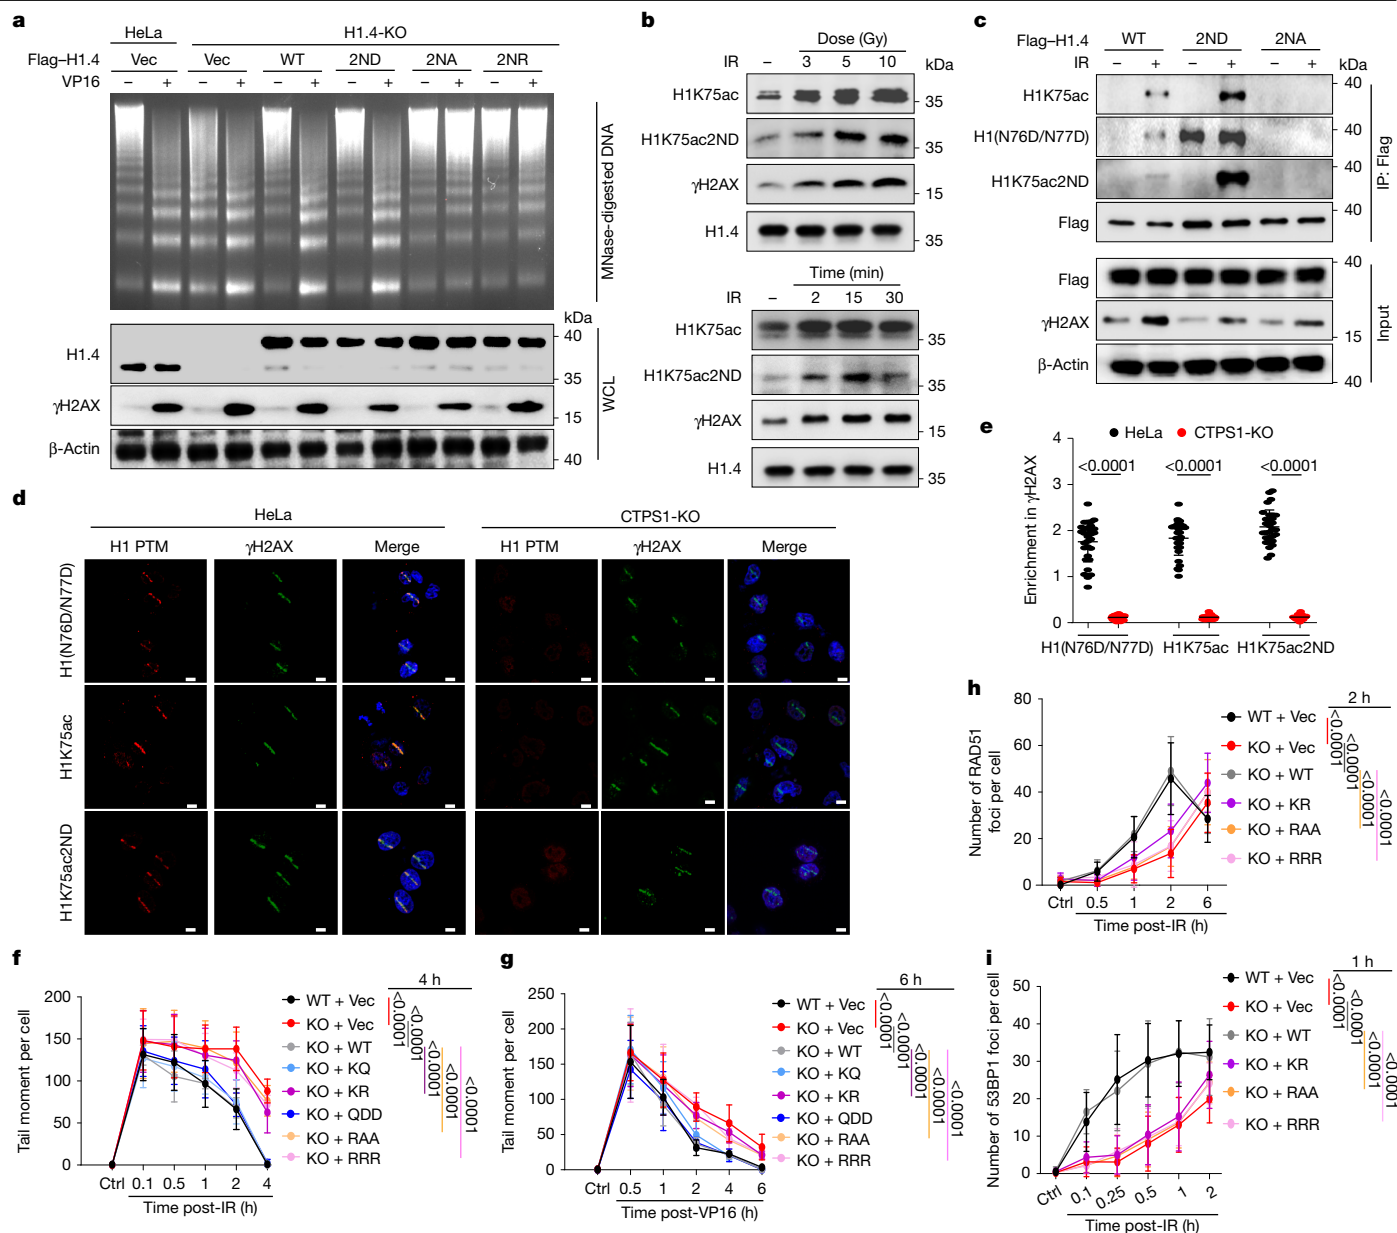 a
HeLa
H1.4-KO
Flag–H1.4
Vec
Vec
WT
2ND
2NA
2NR
VP16
– + – + – + – + – + – +
MNase-digested DNA
kDa
H1.4
40
35
γH2AX
15
β-Actin
40
WCL
b
Dose (Gy)
IR – 3 5 10 kDa
H1K75ac
35
H1K75ac2ND
35
γH2AX
15
H1.4
35
Time (min)
IR – 2 15 30
H1K75ac
35
H1K75ac2ND
35
γH2AX
15
H1.4
35
c
Flag–H1.4 WT 2ND 2NA
IR – + – + – + kDa
40
H1K75ac
40
H1(N76D/N77D)
40
H1K75ac2ND
40
Flag
IP: Flag
40
Flag
γH2AX
15
β-Actin
40
Input
d
HeLa
CTPS1-KO
H1 PTM γH2AX Merge H1 PTM γH2AX Merge
H1(N76D/N77D)
H1K75ac
H1K75ac2ND
e
HeLa CTPS1-KO
Enrichment in γH2AX
4
3
2
1
0
<0.0001 <0.0001 <0.0001
H1(N76D/N77D) H1K75ac H1K75ac2ND
f
Tail moment per cell
200
150
100
50
0
Ctrl 0.1 0.5 1 2 4
Time post-IR (h)
4 h
WT + Vec
KO + Vec
KO + WT
KO + KQ
KO + KR
KO + QDD
KO + RAA
KO + RRR
<0.0001
<0.0001
<0.0001
<0.0001
<0.0001
g
Tail moment per cell
250
200
150
100
50
0
Ctrl 0.5 1 2 4 6
Time post-VP16 (h)
6 h
WT + Vec
KO + Vec
KO + WT
KO + KQ
KO + KR
KO + QDD
KO + RAA
KO + RRR
<0.0001
<0.0001
<0.0001
<0.0001
<0.0001
h
Number of RAD51
foci per cell
80
60
40
20
0
Ctrl 0.5 1 2 6
Time post-IR (h)
2 h
WT + Vec
KO + Vec
KO + WT
KO + KR
KO + RAA
KO + RRR
<0.0001
<0.0001
<0.0001
<0.0001
i
Number of 53BP1 foci per cell
50
40
30
20
10
0
Ctrl 0.1 0.25 0.5 1 2
Time post-IR (h)
1 h
WT + Vec
KO + Vec
KO + WT
KO + KR
KO + RAA
KO + RRR
<0.0001
<0.0001
<0.0001
<0.0001